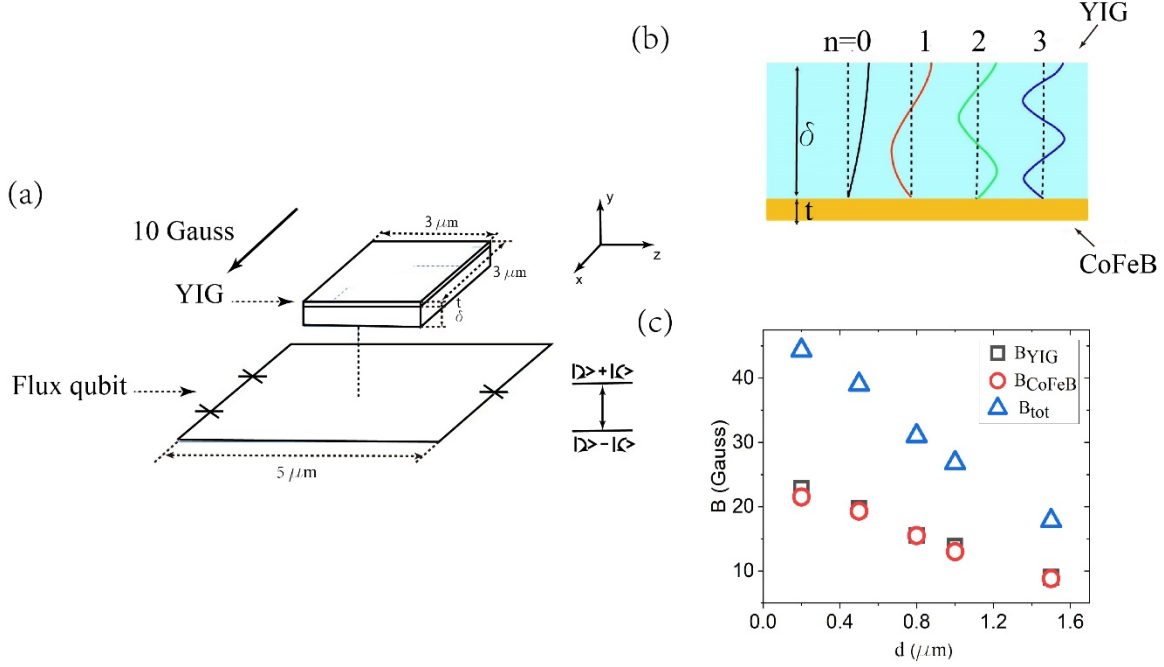 (a)
10 Gauss
YIG
3 μm
3 μm
t
δ
y
z
x
Flux qubit
5 μm
|↻>+|↺>
|↻>−|↺>
(b)
YIG
n=0 1 2 3
δ
t
CoFeB
(c)
B (Gauss)
40
30
20
10
0.0 0.4 0.8 1.2 1.6
d (μm)
B_YIG
B_CoFeB
B_tot